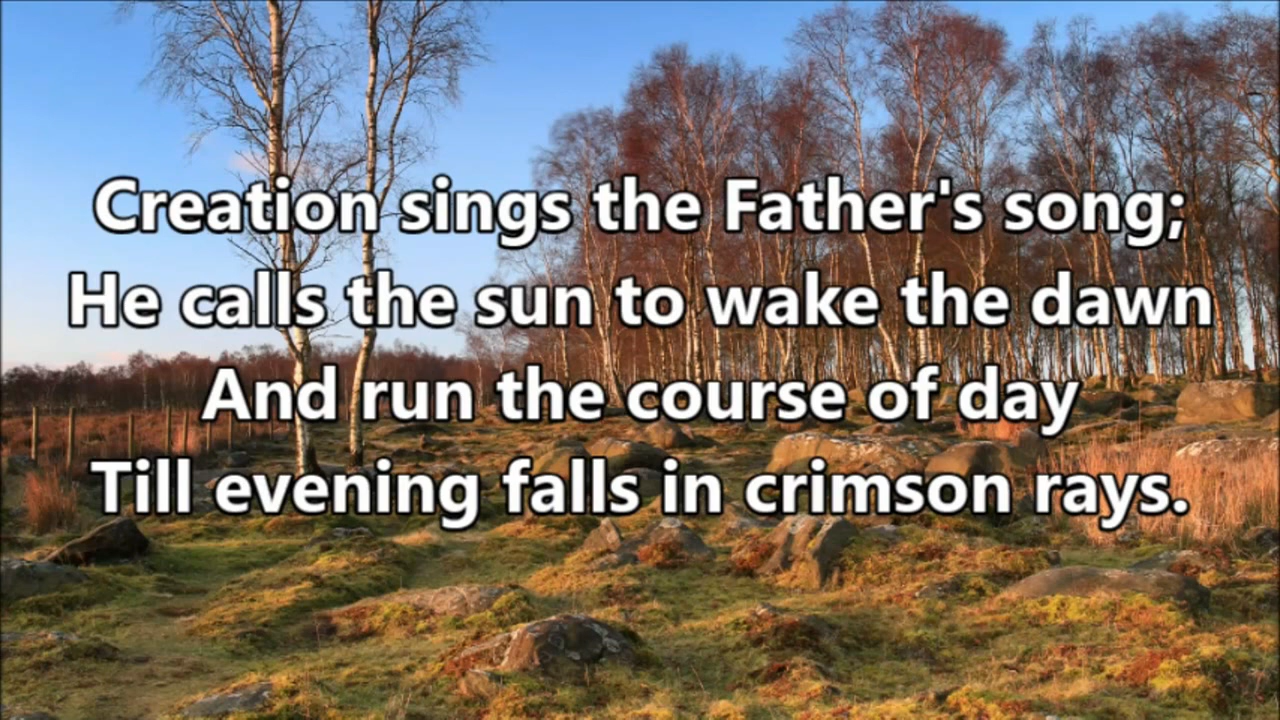 Creation sings the Father's song;
He calls the sun to wake the dawn
And run the course of day
Till evening falls in crimson rays.